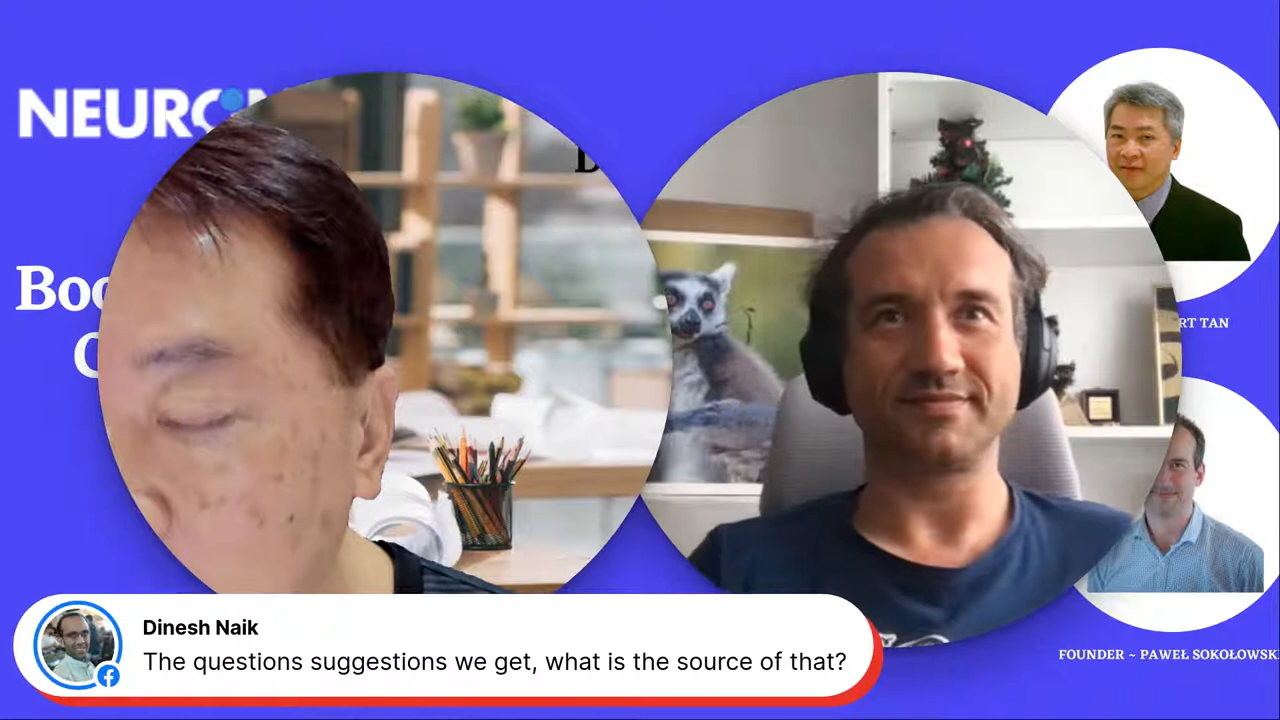 NEURON
Boo
C
D
RT TAN
FOUNDER ~ PAWEŁ SOKOŁOWSK
Dinesh Naik
The questions suggestions we get, what is the source of that?